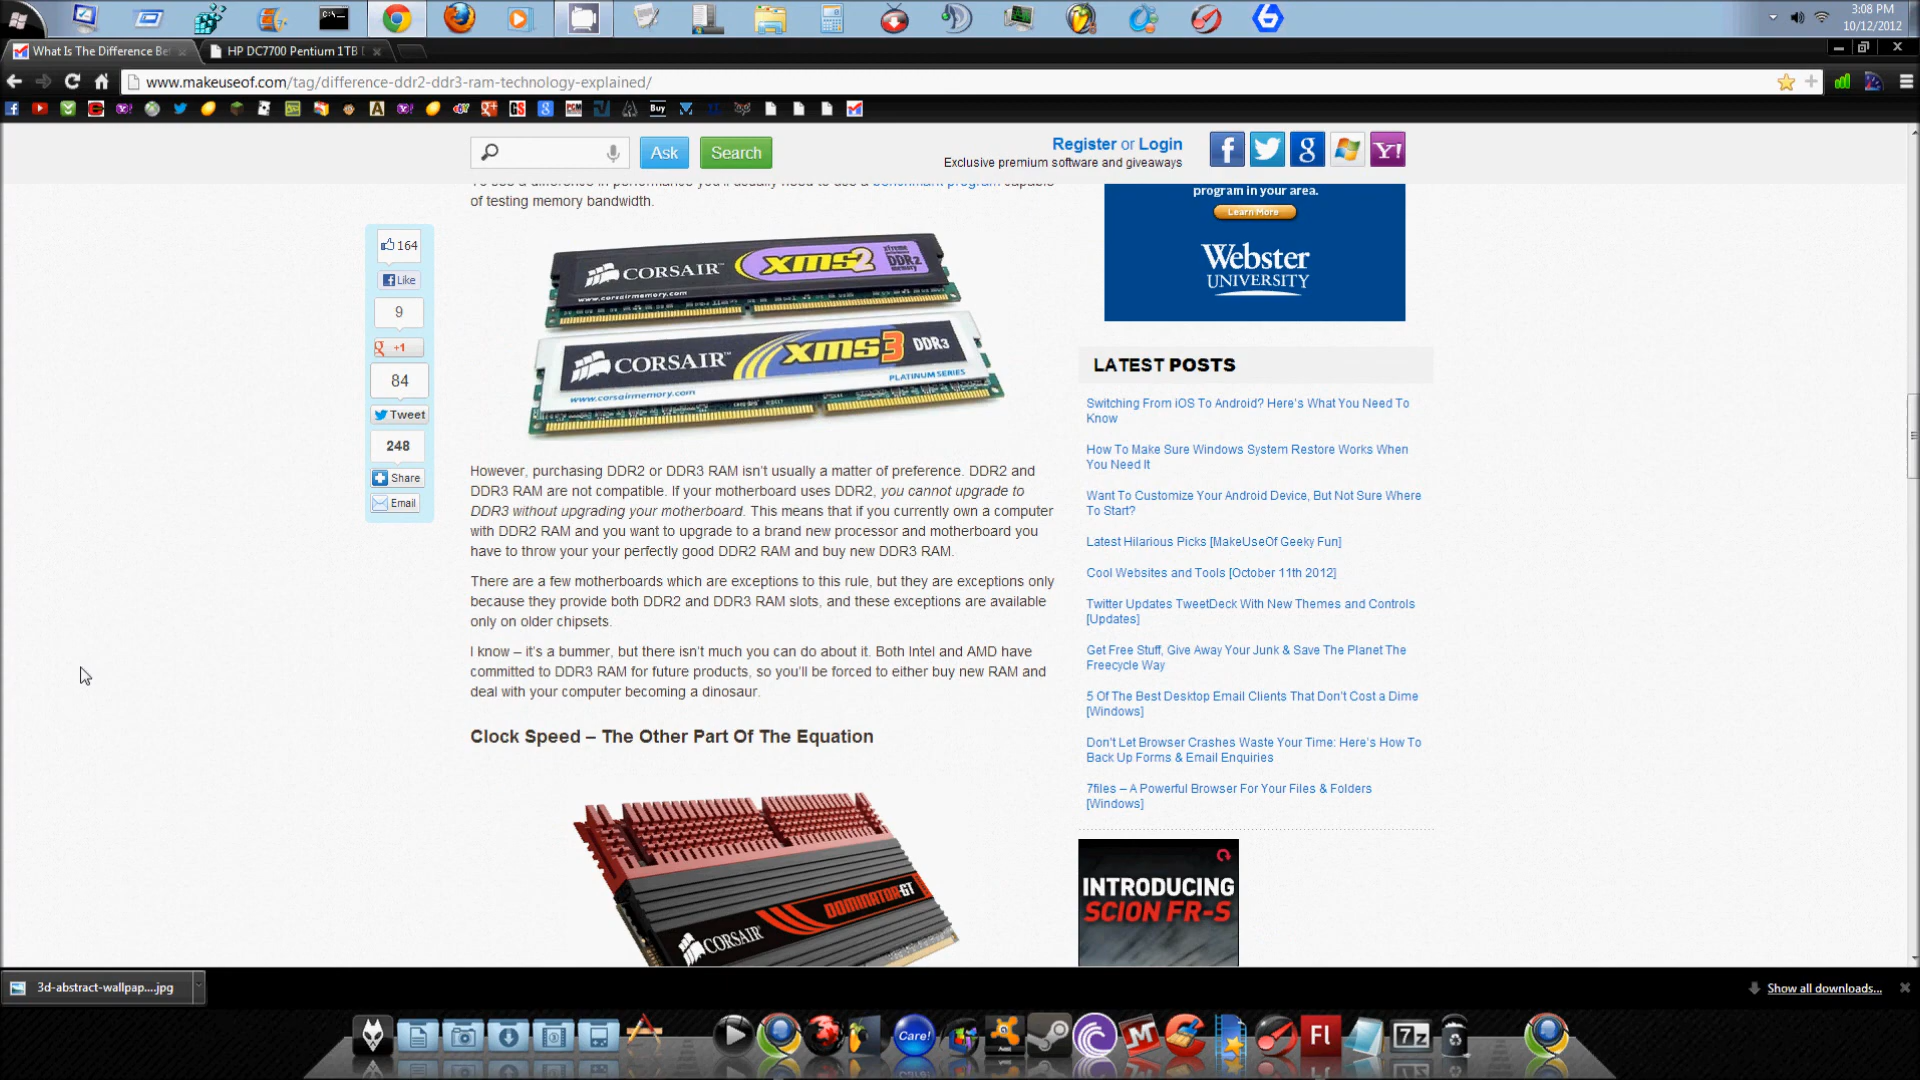 3:08 PM
10/12/2012
What Is The Difference Be
HP DC7700 Pentium 1TB
www.makeuseof.com/tag/difference-ddr2-ddr3-ram-technology-explained/
Buy
Ask
Search
Register or Login
Exclusive premium software and giveaways
of testing memory bandwidth.
program in your area.
Learn More
Webster
UNIVERSITY
164
Like
9
+1
84
Tweet
248
Share
Email
CORSAIR
xms2
xtreme
DDR2
memory
www.corsairmemory.com
CORSAIR
xms3
DDR3
PLATINUM SERIES
www.corsairmemory.com
However, purchasing DDR2 or DDR3 RAM isn't usually a matter of preference. DDR2 and
DDR3 RAM are not compatible. If your motherboard uses DDR2, you cannot upgrade to
DDR3 without upgrading your motherboard. This means that if you currently own a computer
with DDR2 RAM and you want to upgrade to a brand new processor and motherboard you
have to throw your your perfectly good DDR2 RAM and buy new DDR3 RAM.
There are a few motherboards which are exceptions to this rule, but they are exceptions only
because they provide both DDR2 and DDR3 RAM slots, and these exceptions are available
only on older chipsets.
I know – it's a bummer, but there isn't much you can do about it. Both Intel and AMD have
committed to DDR3 RAM for future products, so you'll be forced to either buy new RAM and
deal with your computer becoming a dinosaur.
Clock Speed – The Other Part Of The Equation
DOMINATOR GT
CORSAIR
LATEST POSTS
Switching From iOS To Android? Here's What You Need To
Know
How To Make Sure Windows System Restore Works When
You Need It
Want To Customize Your Android Device, But Not Sure Where
To Start?
Latest Hilarious Picks [MakeUseOf Geeky Fun]
Cool Websites and Tools [October 11th 2012]
Twitter Updates TweetDeck With New Themes and Controls
[Updates]
Get Free Stuff, Give Away Your Junk & Save The Planet The
Freecycle Way
5 Of The Best Desktop Email Clients That Don't Cost a Dime
[Windows]
Don't Let Browser Crashes Waste Your Time: Here's How To
Back Up Forms & Email Enquiries
7files – A Powerful Browser For Your Files & Folders
[Windows]
INTRODUCING
SCION FR-S
3d-abstract-wallpap....jpg
Show all downloads...
Care!
Fl
7z